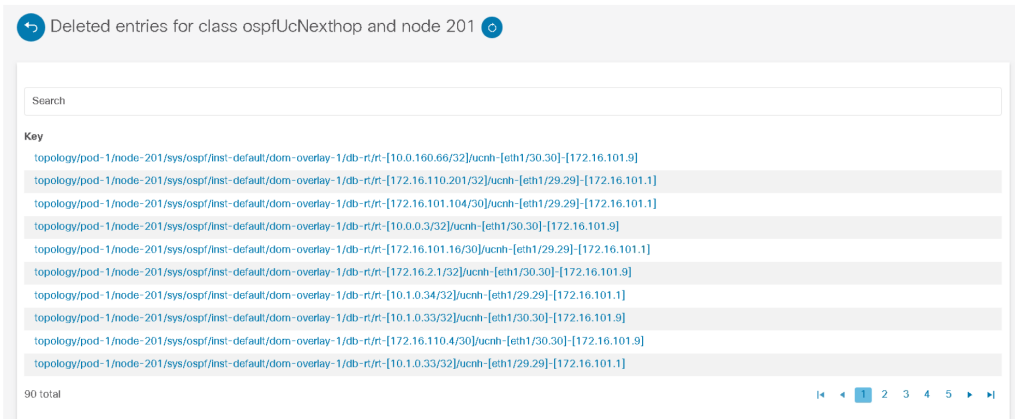 Deleted entries for class ospfUcNexthop and node 201
Search
Key
topology/pod-1/node-201/sys/ospf/inst-default/dom-overlay-1/db-rt/rt-[10.0.160.66/32]/ucnh-[eth1/30.30]-[172.16.101.9]
topology/pod-1/node-201/sys/ospf/inst-default/dom-overlay-1/db-rt/rt-[172.16.110.201/32]/ucnh-[eth1/29.29]-[172.16.101.1]
topology/pod-1/node-201/sys/ospf/inst-default/dom-overlay-1/db-rt/rt-[172.16.101.104/30]/ucnh-[eth1/29.29]-[172.16.101.1]
topology/pod-1/node-201/sys/ospf/inst-default/dom-overlay-1/db-rt/rt-[10.0.0.3/32]/ucnh-[eth1/30.30]-[172.16.101.9]
topology/pod-1/node-201/sys/ospf/inst-default/dom-overlay-1/db-rt/rt-[172.16.101.16/30]/ucnh-[eth1/29.29]-[172.16.101.1]
topology/pod-1/node-201/sys/ospf/inst-default/dom-overlay-1/db-rt/rt-[172.16.2.1/32]/ucnh-[eth1/30.30]-[172.16.101.9]
topology/pod-1/node-201/sys/ospf/inst-default/dom-overlay-1/db-rt/rt-[10.1.0.34/32]/ucnh-[eth1/29.29]-[172.16.101.1]
topology/pod-1/node-201/sys/ospf/inst-default/dom-overlay-1/db-rt/rt-[10.1.0.33/32]/ucnh-[eth1/30.30]-[172.16.101.9]
topology/pod-1/node-201/sys/ospf/inst-default/dom-overlay-1/db-rt/rt-[172.16.110.4/30]/ucnh-[eth1/30.30]-[172.16.101.9]
topology/pod-1/node-201/sys/ospf/inst-default/dom-overlay-1/db-rt/rt-[10.1.0.33/32]/ucnh-[eth1/29.29]-[172.16.101.1]
90 total 1 2 3 4 5